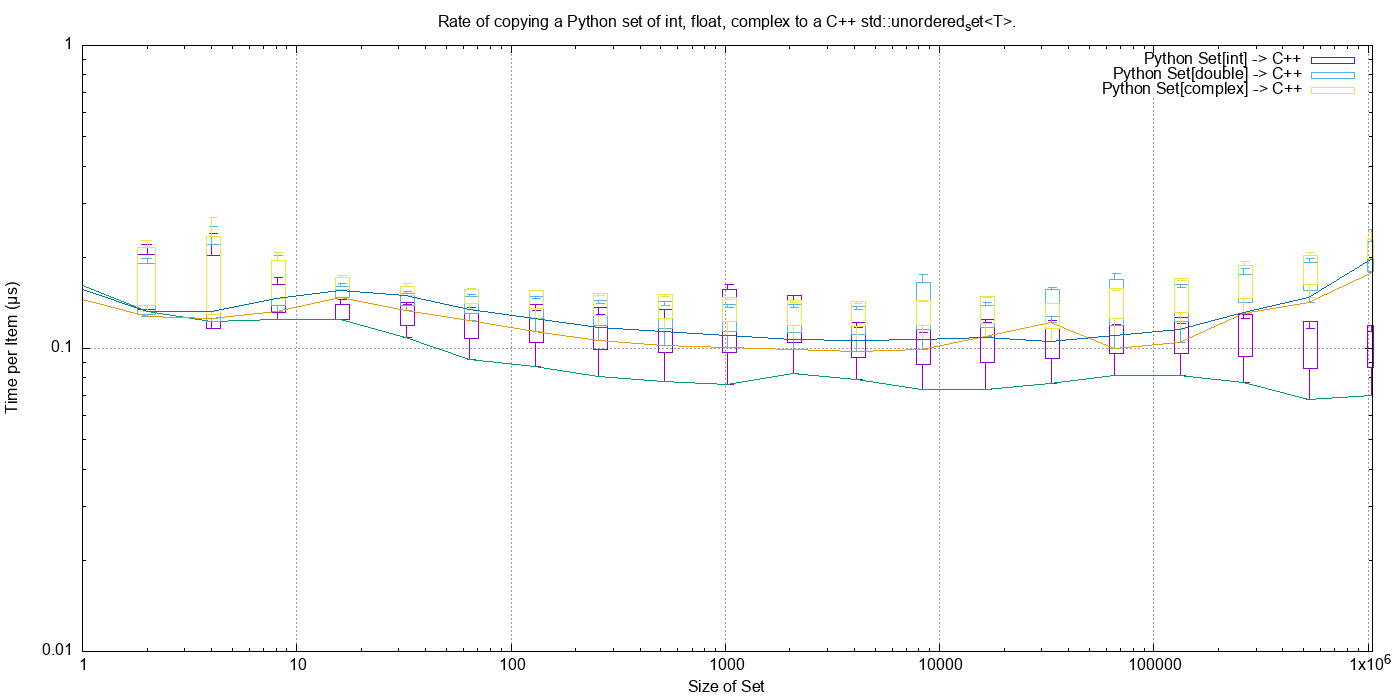 Rate of copying a Python set of int, float, complex to a C++ std::unordered_set<T>.
1
0.1
0.01
Time per Item (µs)
Python Set[int] -> C++
Python Set[double] -> C++
Python Set[complex] -> C++
1 10 100 1000 10000 100000 1x10^6
Size of Set